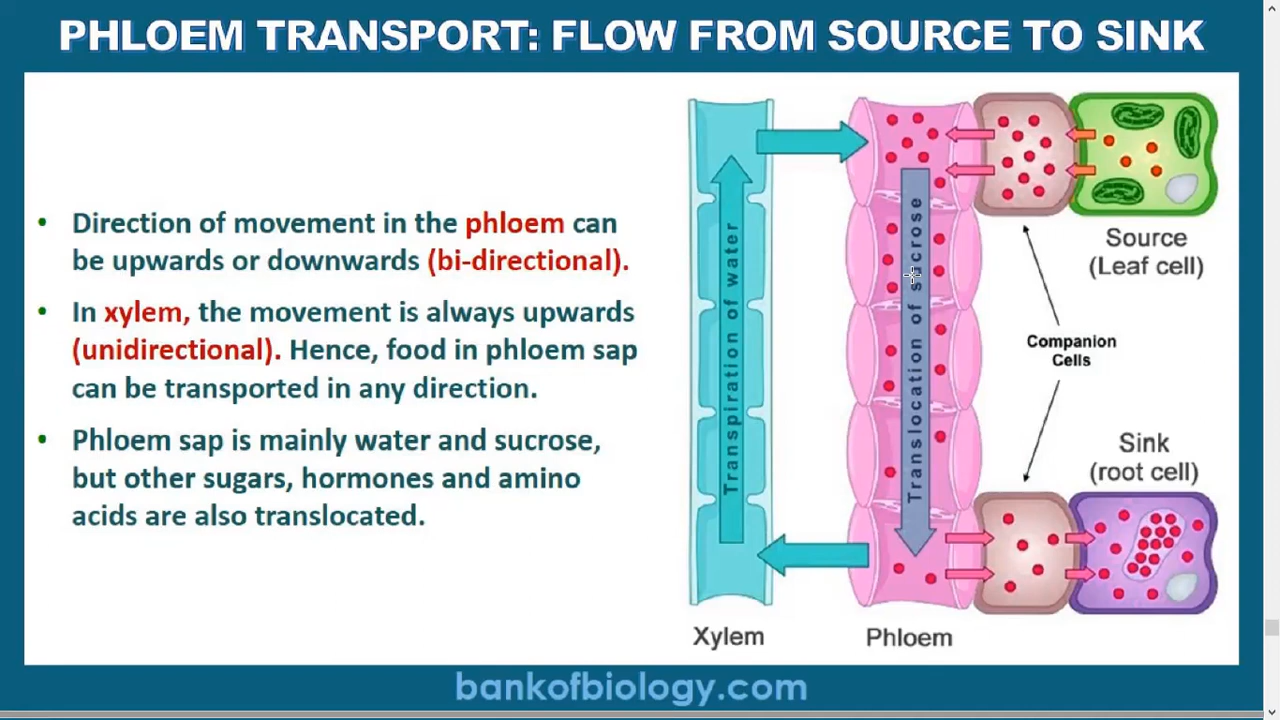 PHLOEM TRANSPORT: FLOW FROM SOURCE TO SINK
• Direction of movement in the phloem can
be upwards or downwards (bi-directional).
• In xylem, the movement is always upwards
(unidirectional). Hence, food in phloem sap
can be transported in any direction.
• Phloem sap is mainly water and sucrose,
but other sugars, hormones and amino
acids are also translocated.
Transpiration of water
Translocation of sucrose
Source
(Leaf cell)
Companion
Cells
Sink
(root cell)
Xylem
Phloem
bankofbiology.com